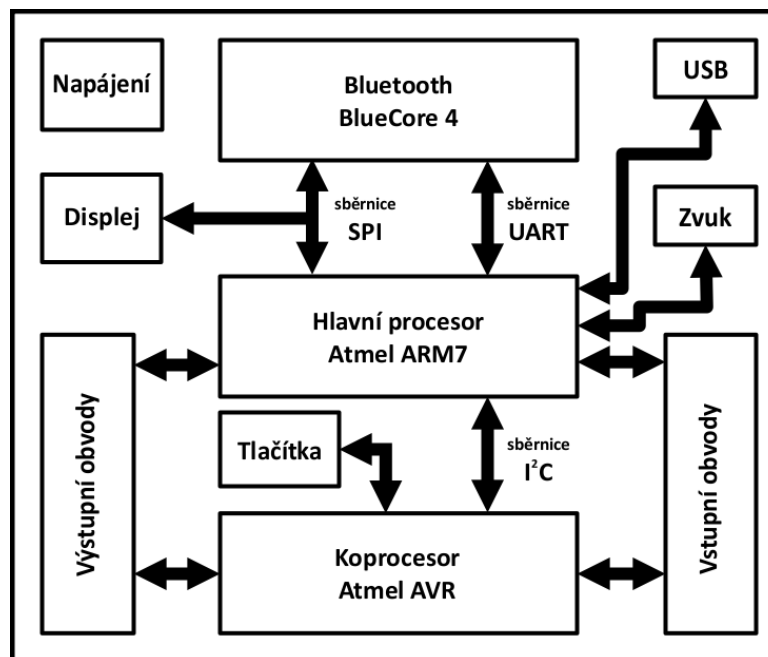 Napájení
Bluetooth
BlueCore 4
USB
Displej
sběrnice
SPI
sběrnice
UART
Zvuk
Hlavní procesor
Atmel ARM7
Výstupní obvody
Tlačítka
sběrnice
I²C
Vstupní obvody
Koprocesor
Atmel AVR